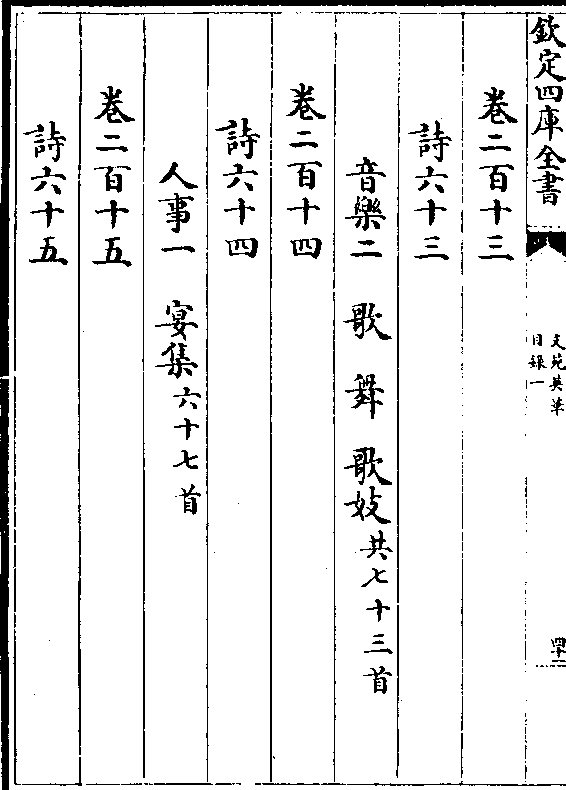 欽定四庫全書
文苑英華
目錄一
卷二百十三
詩六十三
音樂二　歌　舞　歌妓共七十三首
卷二百十四
詩六十四
人事一　宴集六十七首
卷二百十五
詩六十五